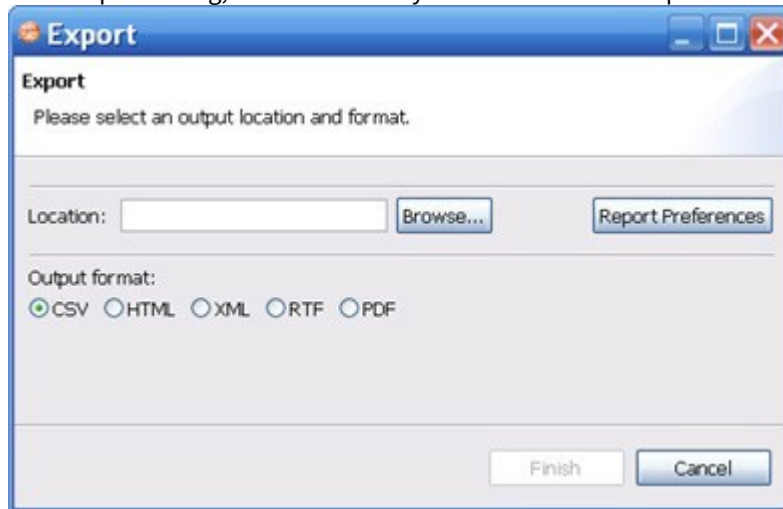 Export
Export
Please select an output location and format.
Location: Browse... Report Preferences
Output format:
CSV HTML XML RTF PDF
Finish Cancel